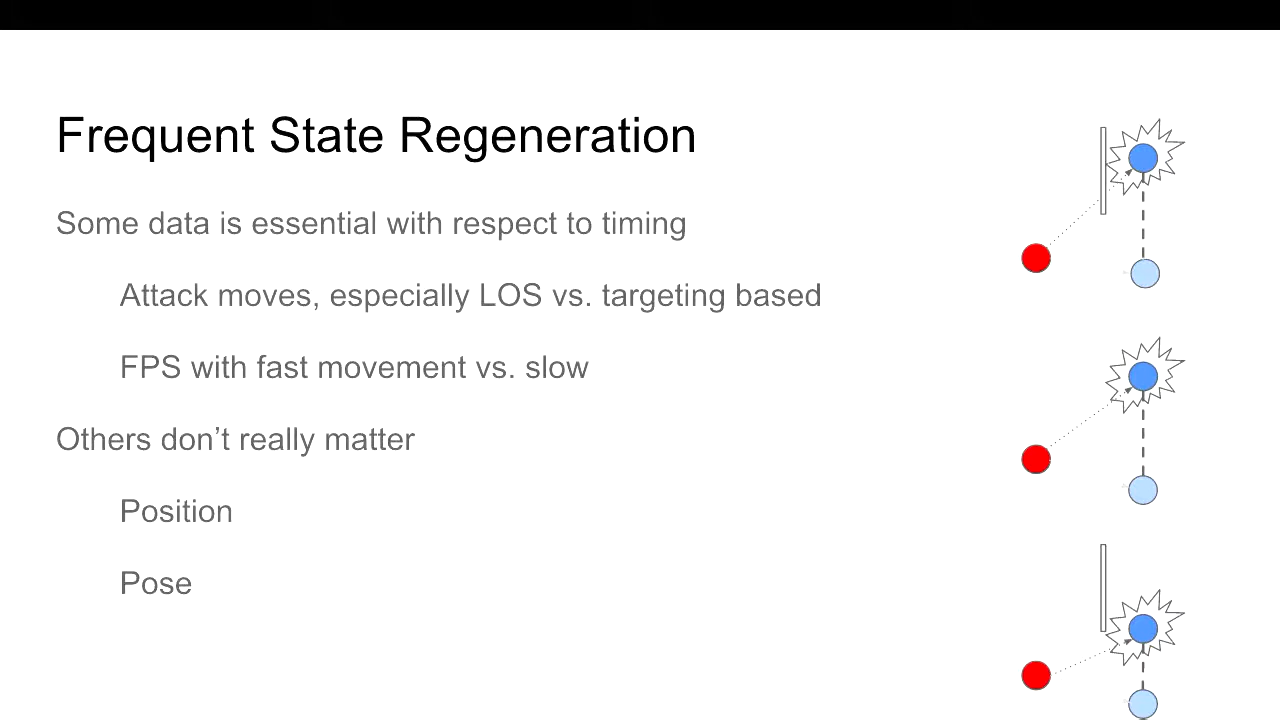 Frequent State Regeneration
Some data is essential with respect to timing
Attack moves, especially LOS vs. targeting based
FPS with fast movement vs. slow
Others don’t really matter
Position
Pose